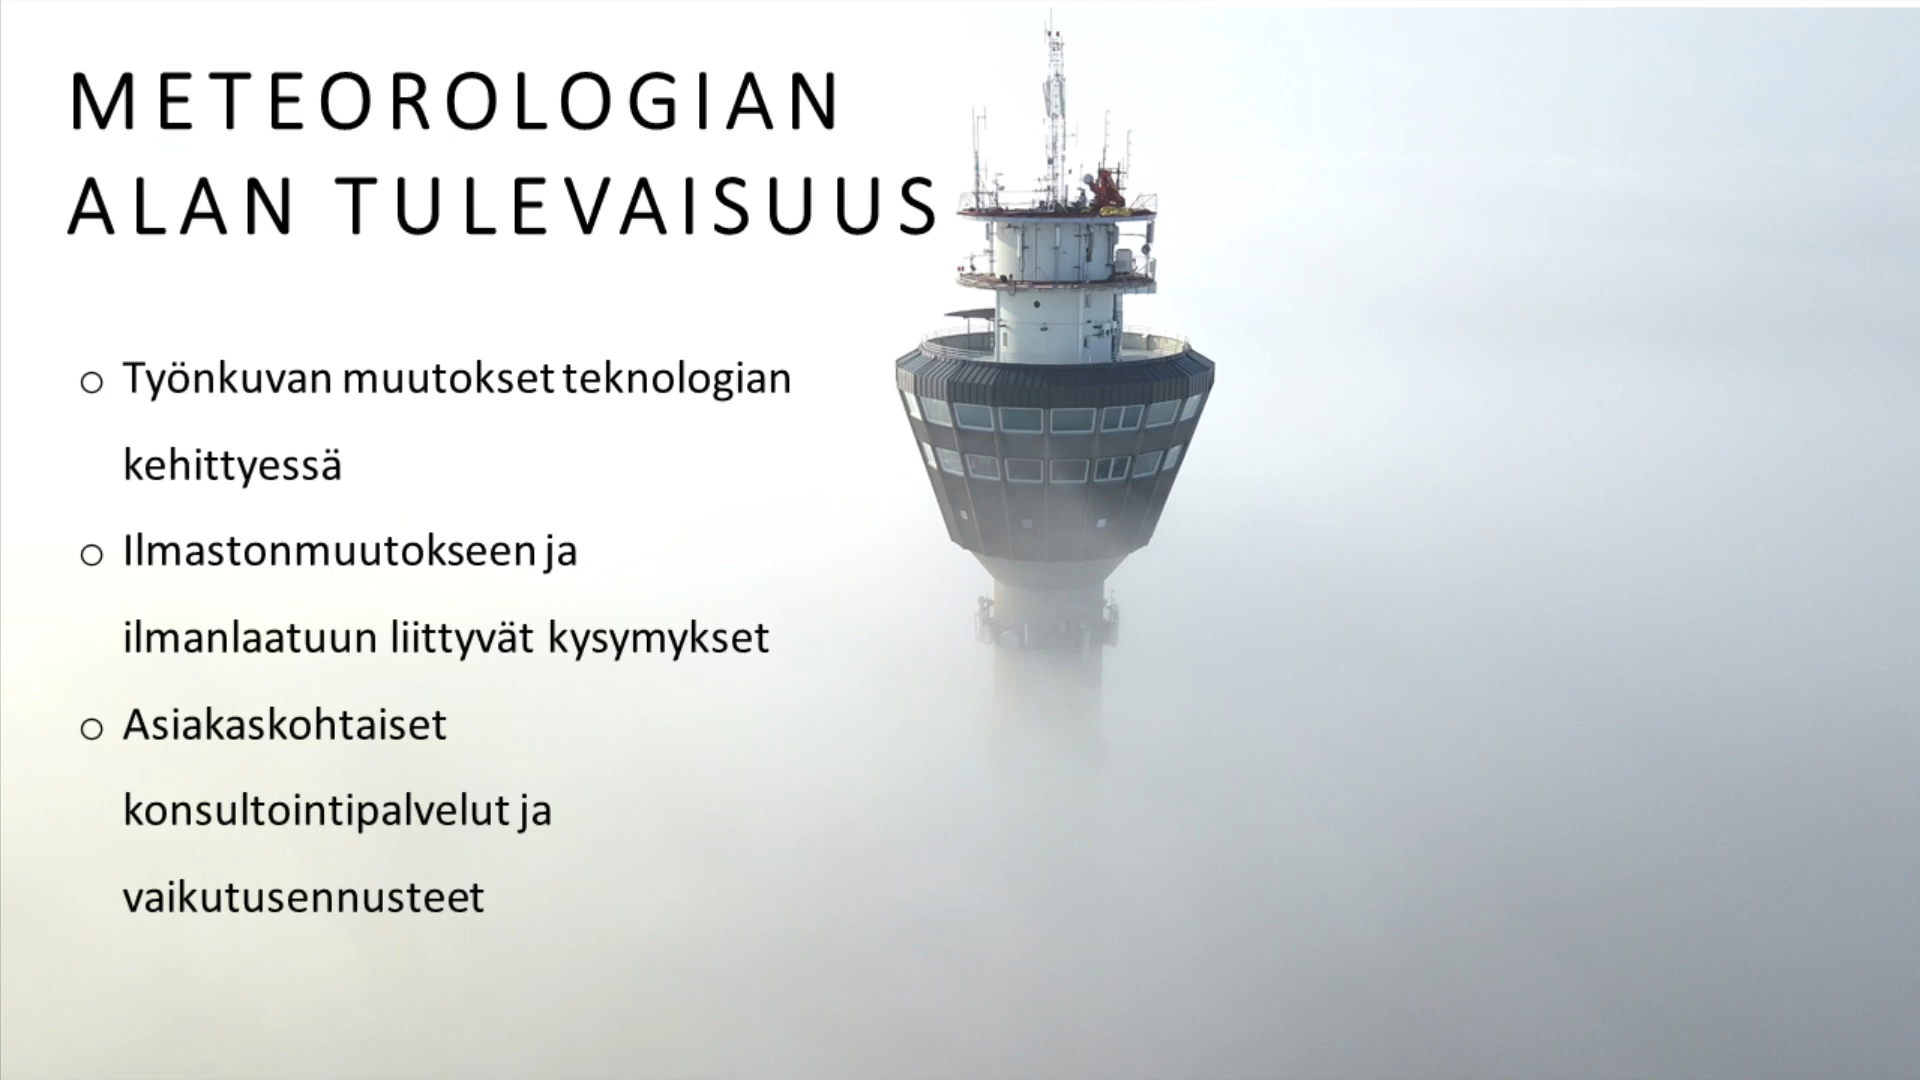 METEOROLOGIAN
ALAN TULEVAISUUS
o Työnkuvan muutokset teknologian
kehittyessä
o Ilmastonmuutokseen ja
ilmanlaatuun liittyvät kysymykset
o Asiakaskohtaiset
konsultointipalvelut ja
vaikutusennusteet